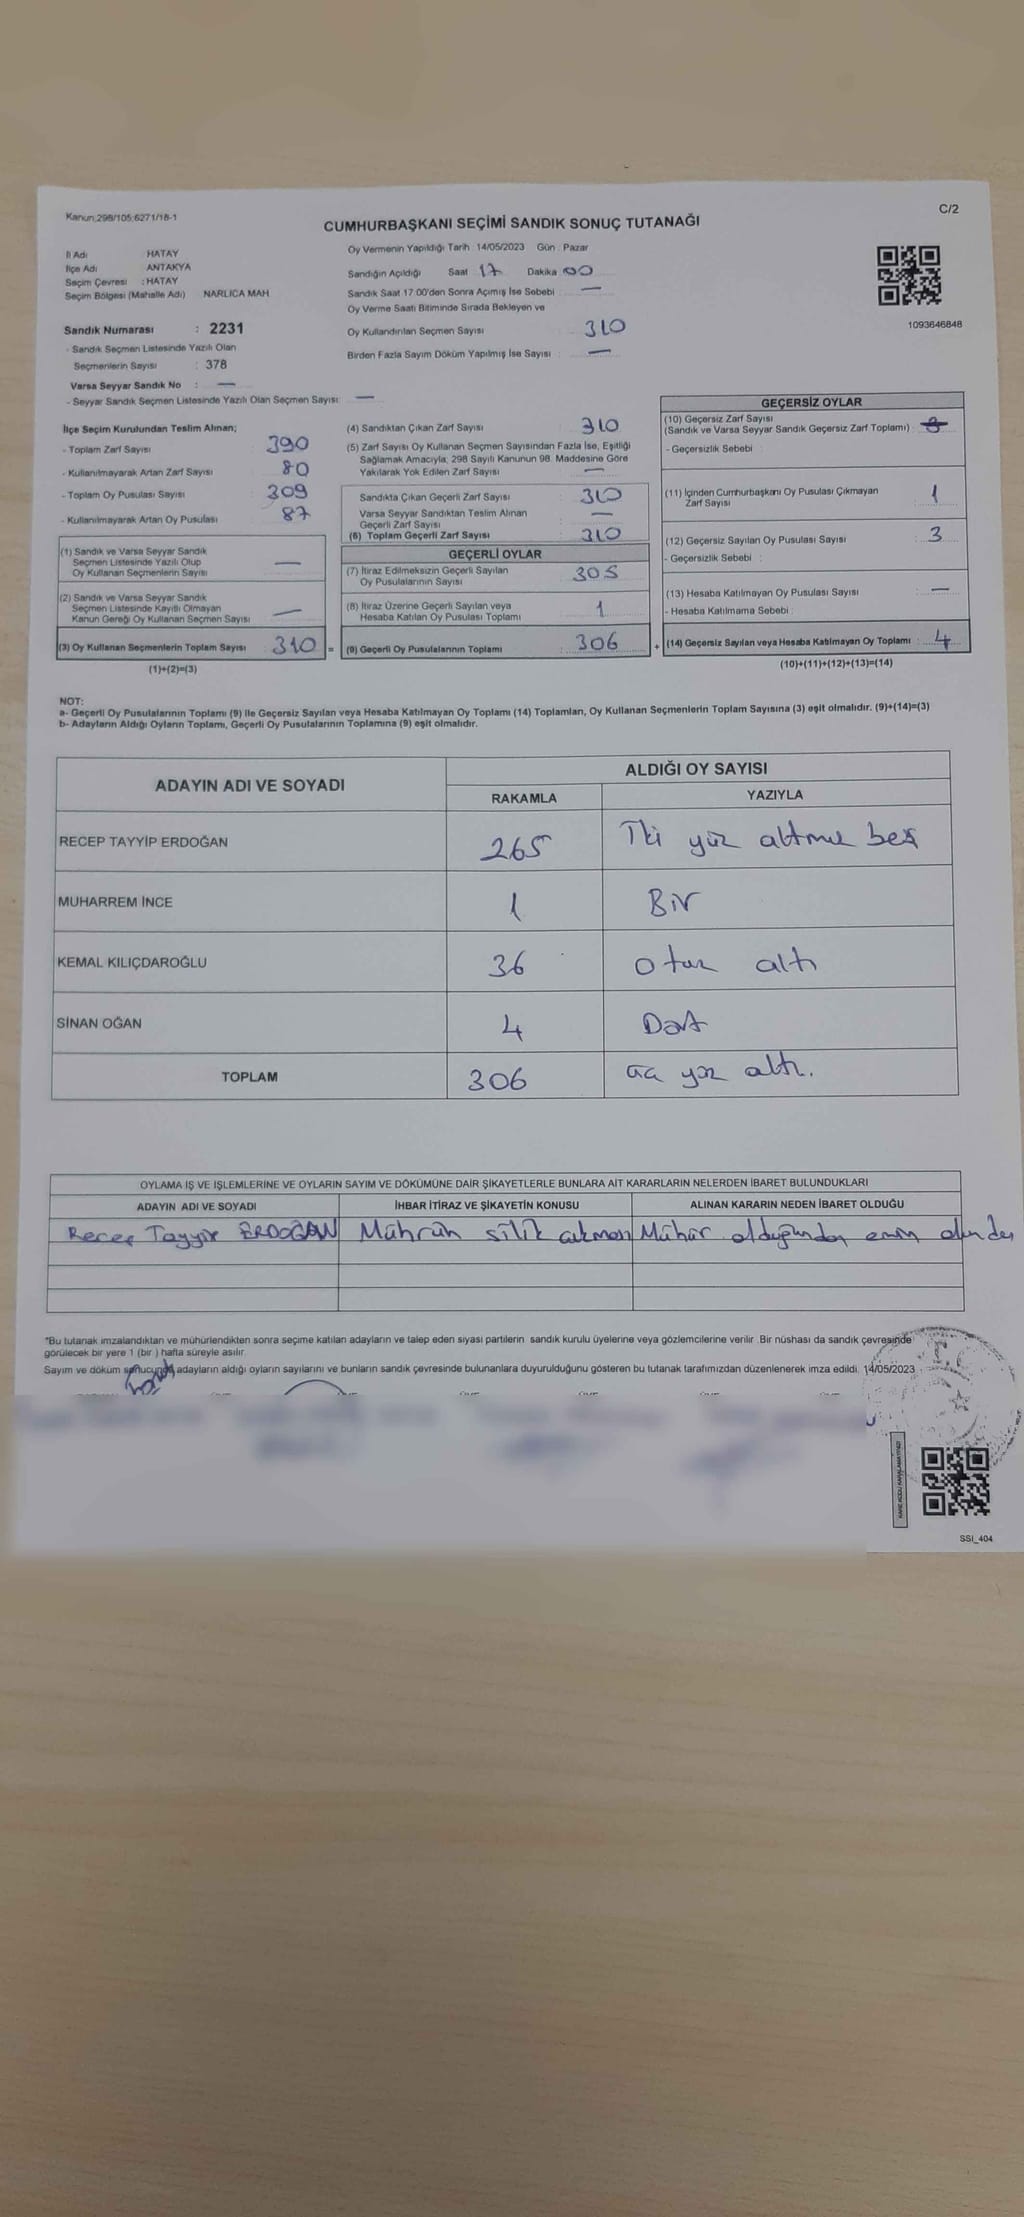 Kanun;298/105;6271/18-1
C/2
CUMHURBAŞKANI SEÇİMİ SANDIK SONUÇ TUTANAĞI
İl Adı HATAY
İlçe Adı ANTAKYA
Seçim Çevresi : HATAY
Seçim Bölgesi (Mahalle Adı) NARLICA MAH
Sandık Numarası : 2231
- Sandık Seçmen Listesinde Yazılı Olan
Seçmenlerin Sayısı : 378
Varsa Seyyar Sandık No : —
- Seyyar Sandık Seçmen Listesinde Yazılı Olan Seçmen Sayısı: —
Oy Vermenin Yapıldığı Tarih : 14/05/2023 Gün : Pazar
Sandığın Açıldığı Saat 17 Dakika 00
Sandık Saat 17:00'den Sonra Açımış İse Sebebi : —
Oy Verme Saati Bitiminde Sırada Bekleyen ve
Oy Kullandırılan Seçmen Sayısı 310
Birden Fazla Sayım Döküm Yapılmış İse Sayısı : —
1093646848
İlçe Seçim Kurulundan Teslim Alınan;
- Toplam Zarf Sayısı 390
- Kullanılmayarak Artan Zarf Sayısı 80
- Toplam Oy Pusulası Sayısı 309
- Kullanılmayarak Artan Oy Pusulası 87
(1) Sandık ve Varsa Seyyar Sandık
Seçmen Listesinde Yazılı Olup
Oy Kullanan Seçmenlerin Sayısı —
(2) Sandık ve Varsa Seyyar Sandık
Seçmen Listesinde Kayıtlı Olmayan
Kanun Gereği Oy Kullanan Seçmen Sayısı —
(3) Oy Kullanan Seçmenlerin Toplam Sayısı 310 =
(1)+(2)=(3)
(4) Sandıktan Çıkan Zarf Sayısı 310
(5) Zarf Sayısı Oy Kullanan Seçmen Sayısından Fazla İse, Eşitliği
Sağlamak Amacıyla, 298 Sayılı Kanunun 98. Maddesine Göre
Yakılarak Yok Edilen Zarf Sayısı —
Sandıkta Çıkan Geçerli Zarf Sayısı 310
Varsa Seyyar Sandıktan Teslim Alınan
Geçerli Zarf Sayısı —
(6) Toplam Geçerli Zarf Sayısı 310
GEÇERLİ OYLAR
(7) İtiraz Edilmeksizin Geçerli Sayılan
Oy Pusulalarının Sayısı 305
(8) İtiraz Üzerine Geçerli Sayılan veya
Hesaba Katılan Oy Pusulası Toplamı 1
(9) Geçerli Oy Pusulalarının Toplamı 306 +
GEÇERSİZ OYLAR
(10) Geçersiz Zarf Sayısı
(Sandık ve Varsa Seyyar Sandık Geçersiz Zarf Toplamı) :
- Geçersizlik Sebebi :
(11) İçinden Cumhurbaşkanı Oy Pusulası Çıkmayan
Zarf Sayısı 1
(12) Geçersiz Sayılan Oy Pusulası Sayısı : 3
- Geçersizlik Sebebi :
(13) Hesaba Katılmayan Oy Pusulası Sayısı : —
- Hesaba Katılmama Sebebi :
(14) Geçersiz Sayılan veya Hesaba Katılmayan Oy Toplamı : 4
(10)+(11)+(12)+(13)=(14)
NOT:
a- Geçerli Oy Pusulalarının Toplamı (9) ile Geçersiz Sayılan veya Hesaba Katılmayan Oy Toplamı (14) Toplamları, Oy Kullanan Seçmenlerin Toplam Sayısına (3) eşit olmalıdır. (9)+(14)=(3)
b- Adayların Aldığı Oyların Toplamı, Geçerli Oy Pusulalarının Toplamına (9) eşit olmalıdır.
ADAYIN ADI VE SOYADI
ALDIĞI OY SAYISI
RAKAMLA YAZIYLA
RECEP TAYYİP ERDOĞAN 265 İki yüz altmış beş
MUHARREM İNCE 1 Bir
KEMAL KILIÇDAROĞLU 36 otuz altı
SİNAN OĞAN 4 Dört
TOPLAM 306 üç yüz altı.
OYLAMA İŞ VE İŞLEMLERİNE VE OYLARIN SAYIM VE DÖKÜMÜNE DAİR ŞİKAYETLERLE BUNLARA AİT KARARLARIN NELERDEN İBARET BULUNDUKLARI
ADAYIN ADI VE SOYADI İHBAR İTİRAZ VE ŞİKAYETİN KONUSU ALINAN KARARIN NEDEN İBARET OLDUĞU
Recep Tayyip ERDOĞAN Mührün silik çıkması Mühür olduğundan emin olundu
*Bu tutanak imzalandıktan ve mühürlendikten sonra seçime katılan adayların ve talep eden siyasi partilerin sandık kurulu üyelerine veya gözlemcilerine verilir. Bir nüshası da sandık çevresinde
görülecek bir yere 1 (bir ) hafta süreyle asılır.
Sayım ve döküm sonucunda adayların aldığı oyların sayılarını ve bunların sandık çevresinde bulunanlara duyurulduğunu gösteren bu tutanak tarafımızdan düzenlenerek imza edildi. 14/05/2023
SSI_404